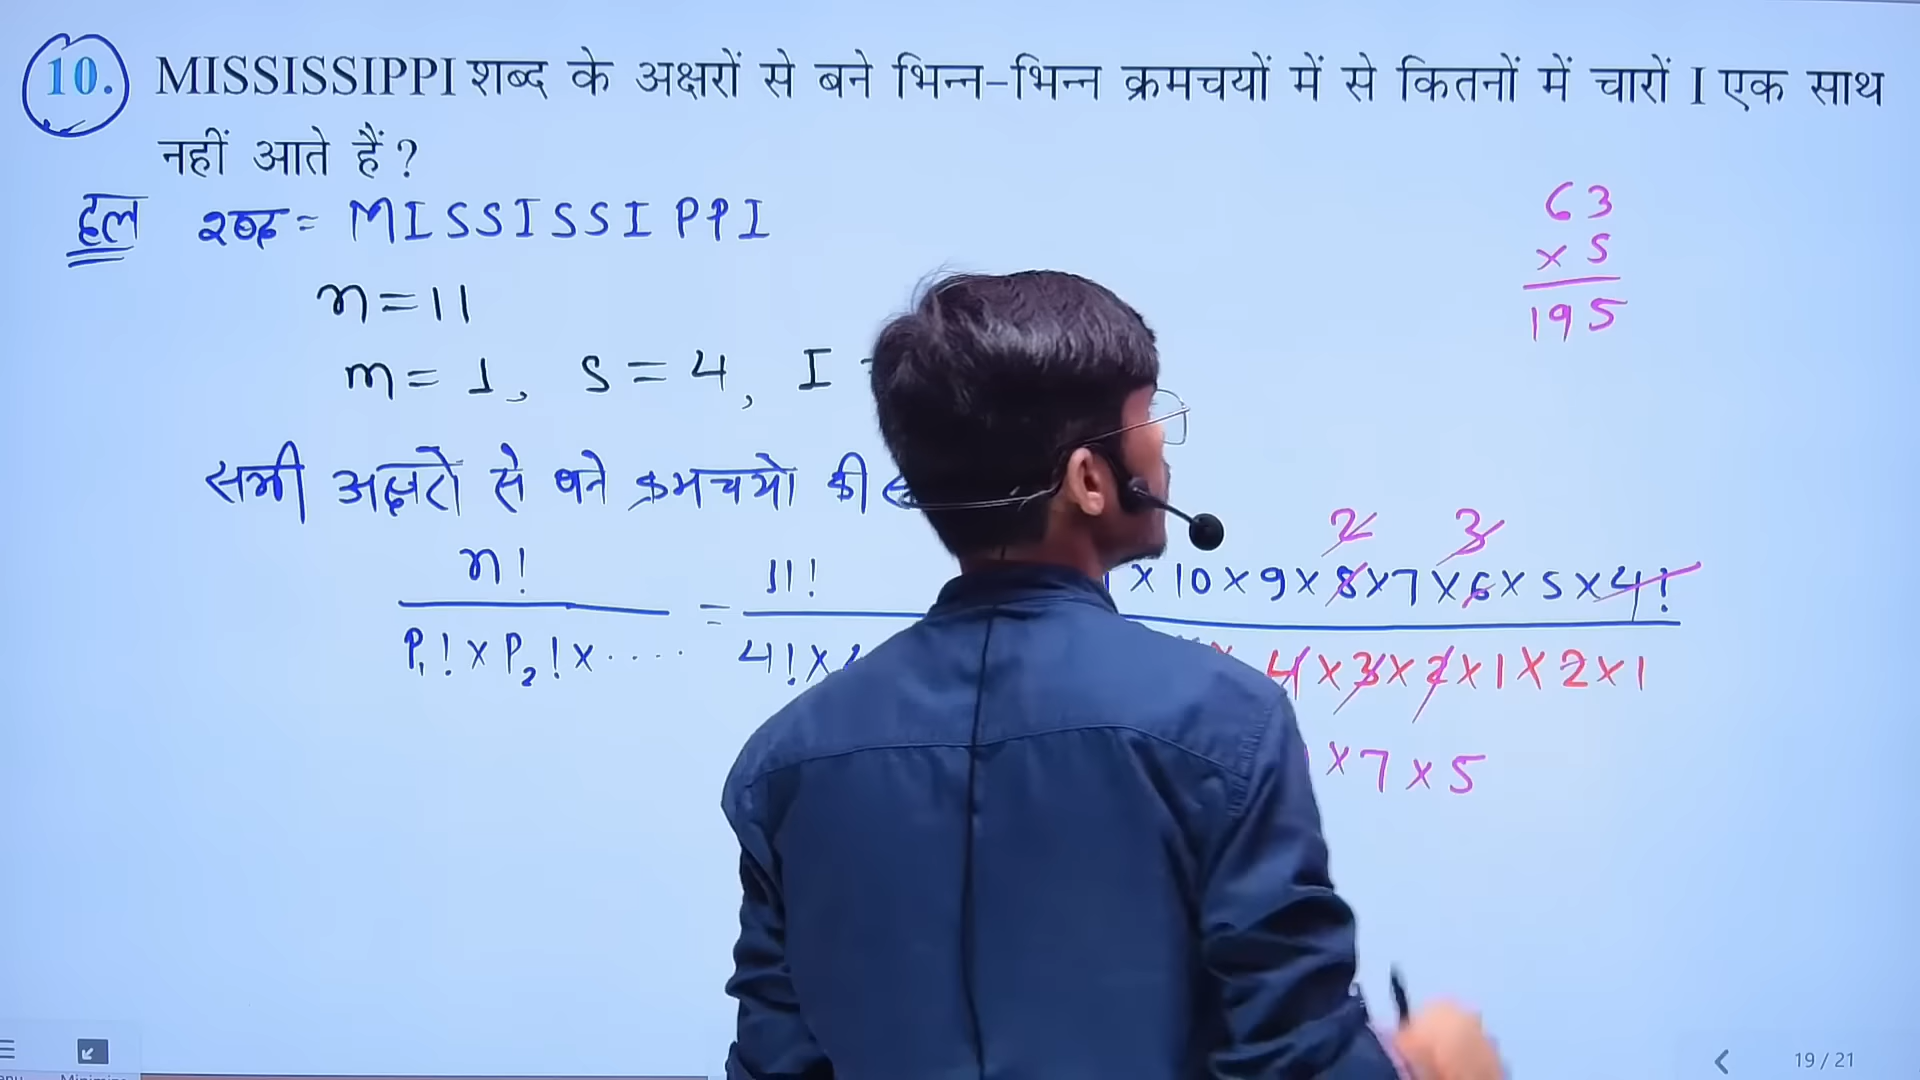 10. MISSISSIPPI शब्द के अक्षरों से बने भिन्न-भिन्न क्रमचयों में से कितनों में चारों I एक साथ
नहीं आते हैं?
हल शब्द = MISSISSIPPI
63
× 5
195
n = 11
m = 1, S = 4, I
सभी अक्षरों से बने क्रमचयो की
2 3
n! / P₁! × P₂! × ..... = 11! / 4! × × 10 × 9 × 8 × 7 × 6 × 5 × 4!
4 × 3 × 2 × 1 × 2 × 1
× 7 × 5
19 / 21